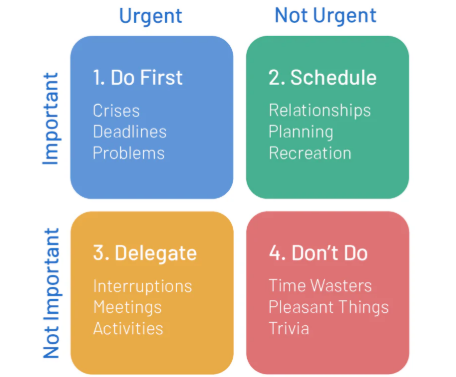 Urgent
Not Urgent
Important
1. Do First
Crises
Deadlines
Problems
2. Schedule
Relationships
Planning
Recreation
Not Important
3. Delegate
Interruptions
Meetings
Activities
4. Don’t Do
Time Wasters
Pleasant Things
Trivia